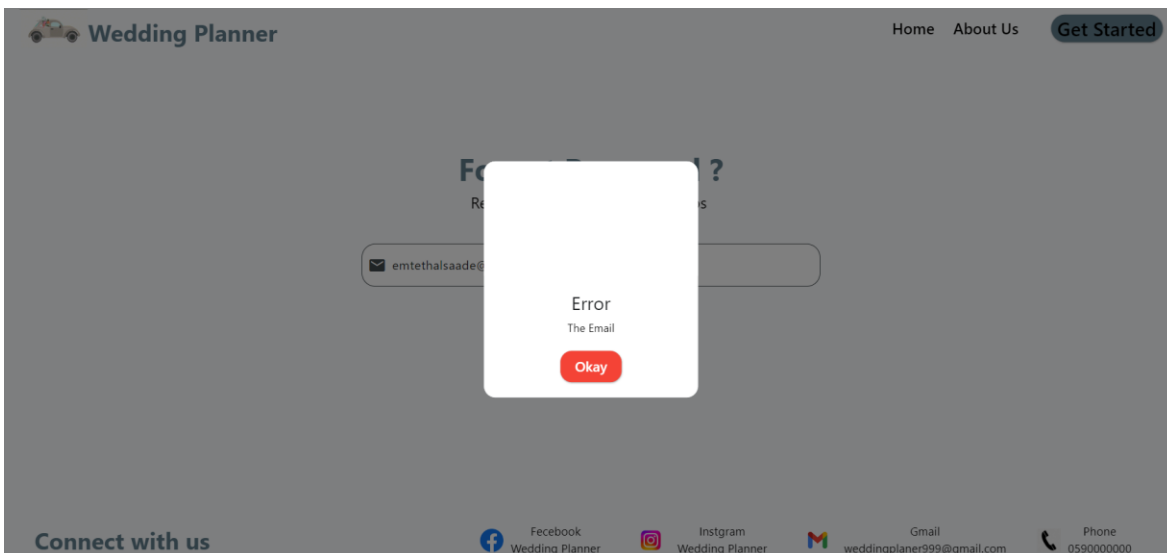 Wedding Planner
Home About Us Get Started
?
emtethalsaade@
Error
The Email
Okay
Connect with us
Fecebook
Wedding Planner
Instgram
Wedding Planner
Gmail
weddingplaner999@gmail.com
Phone
0590000000